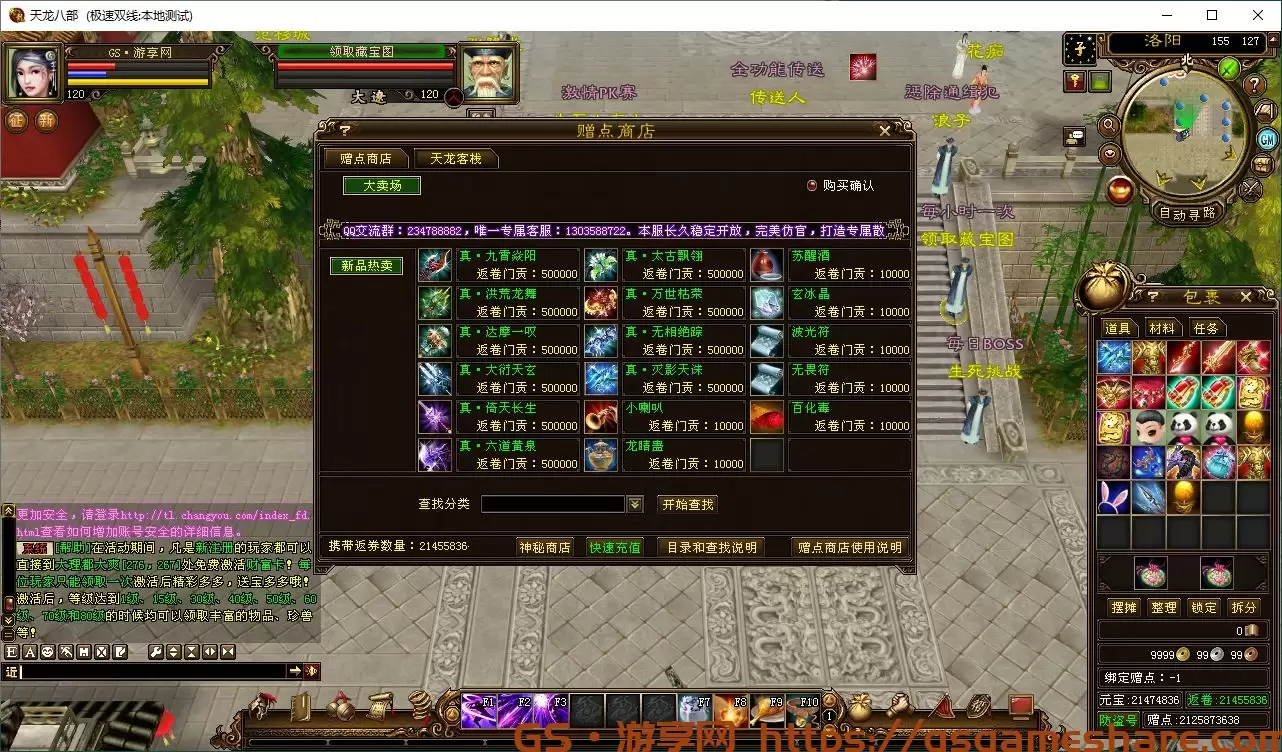 天龙八部 (极速双线:本地测试)
GS·游享网
120
领取藏宝图
大遼
120
征
新
全功能传送
传送人
激情PK赛
花痴
恶除通缉犯
浪子
每小时一次
领取藏宝图
每日BOSS
生死挑战
洛阳 155 127
北
GM
自动寻路
赠点商店
赠点商店
天龙客栈
大卖场
购买确认
QQ交流群：234788882，唯一专属客服：1303588722。本服长久稳定开放，完美仿官，打造专属散
新品热卖
真·九霄焱阳
返卷门贡：500000
真·太古飘翎
返卷门贡：500000
苏醒酒
返卷门贡：10000
真·洪荒龙舞
返卷门贡：500000
真·万世枯荣
返卷门贡：500000
玄冰晶
返卷门贡：10000
真·达摩一叹
返卷门贡：500000
真·无相绝踪
返卷门贡：500000
波光符
返卷门贡：10000
真·大衍天玄
返卷门贡：500000
真·灭影天诛
返卷门贡：500000
无畏符
返卷门贡：10000
真·倚天长生
返卷门贡：500000
小喇叭
返卷门贡：10000
百化毒
返卷门贡：10000
真·六道黄泉
返卷门贡：500000
龙睛蛊
返卷门贡：10000
查找分类
开始查找
携带返券数量：21455836
神秘商店
快速充值
目录和查找说明
赠点商店使用说明
包裹
道具
材料
任务
摆摊
整理
锁定
拆分
0
9999 99 99
绑定赠点：-1
元宝:21474836
返卷:21455836
防盗号
赠点:2125873638
更加安全，请登录http://tl.changyou.com/index_fd.
html查看如何增加账号安全的详细信息。
系统 [帮助]在活动期间，凡是新注册的玩家都可以
直接到大理都大爽[276, 267]处免费激活财富卡！每
位玩家只能领取一次激活后精彩多多，送宝多多哦！
激活后，等级达到1级、15级、30级、40级、50级、60
级、70级和80级的时候均可以领取丰富的物品、珍兽
等！
近
F1
F2
F3
F7
F8
F9
F10
1
GS·游享网 https://gsgameshare.com